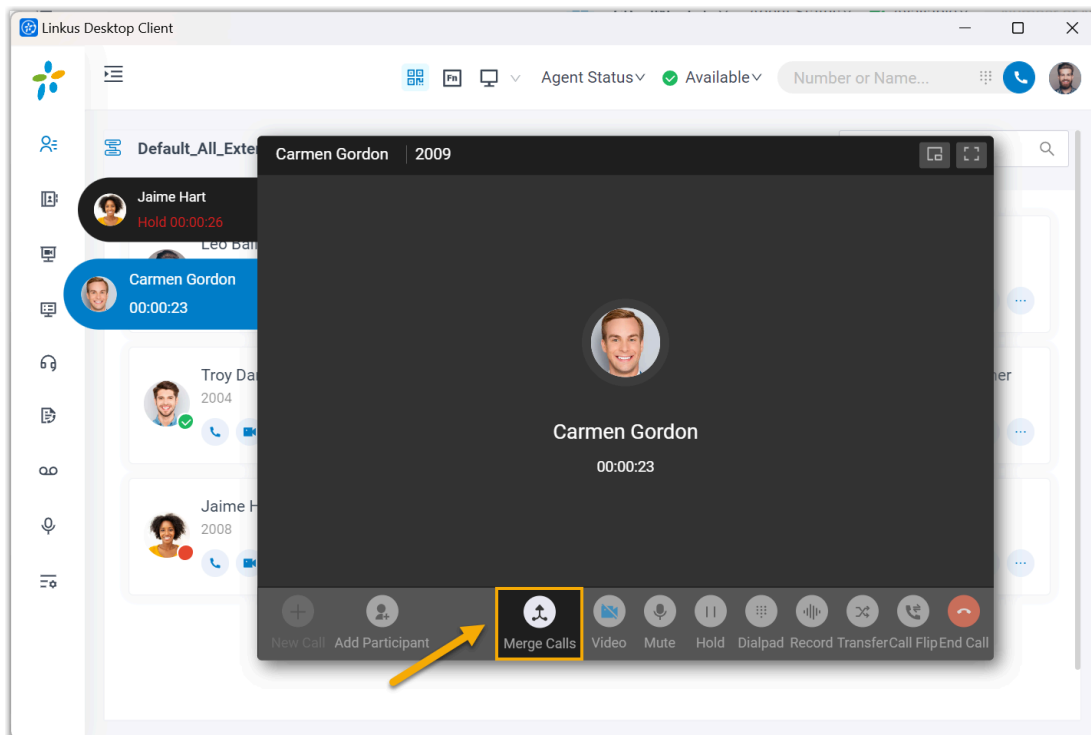 Linkus Desktop Client
Fn
Agent Status
Available
Number or Name...
Default_All_Exte
Carmen Gordon
2009
Jaime Hart
Hold 00:00:26
Carmen Gordon
00:00:23
Troy Da
2004
Carmen Gordon
00:00:23
Jaime H
2008
New Call
Add Participant
Merge Calls
Video
Mute
Hold
Dialpad
Record
Transfer
Call Flip
End Call